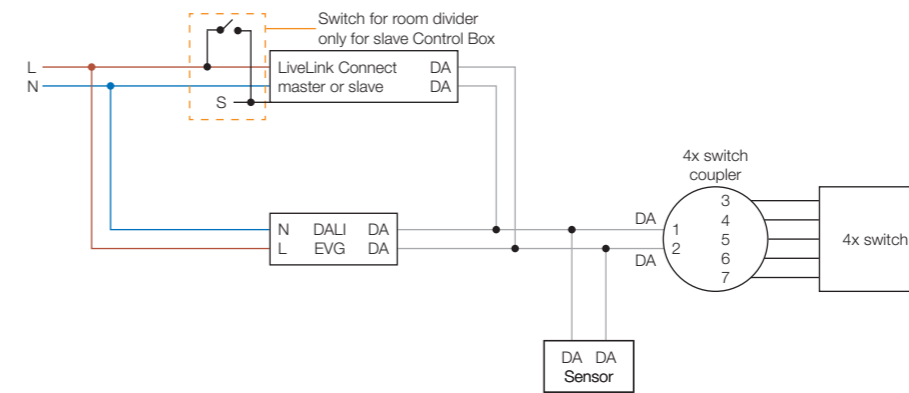 Switch for room divider
only for slave Control Box
L
N
S
LiveLink Connect DA
master or slave DA
4x switch
coupler
N DALI DA
L EVG DA
DA
DA
1
2
3
4
5
6
7
4x switch
DA DA
Sensor